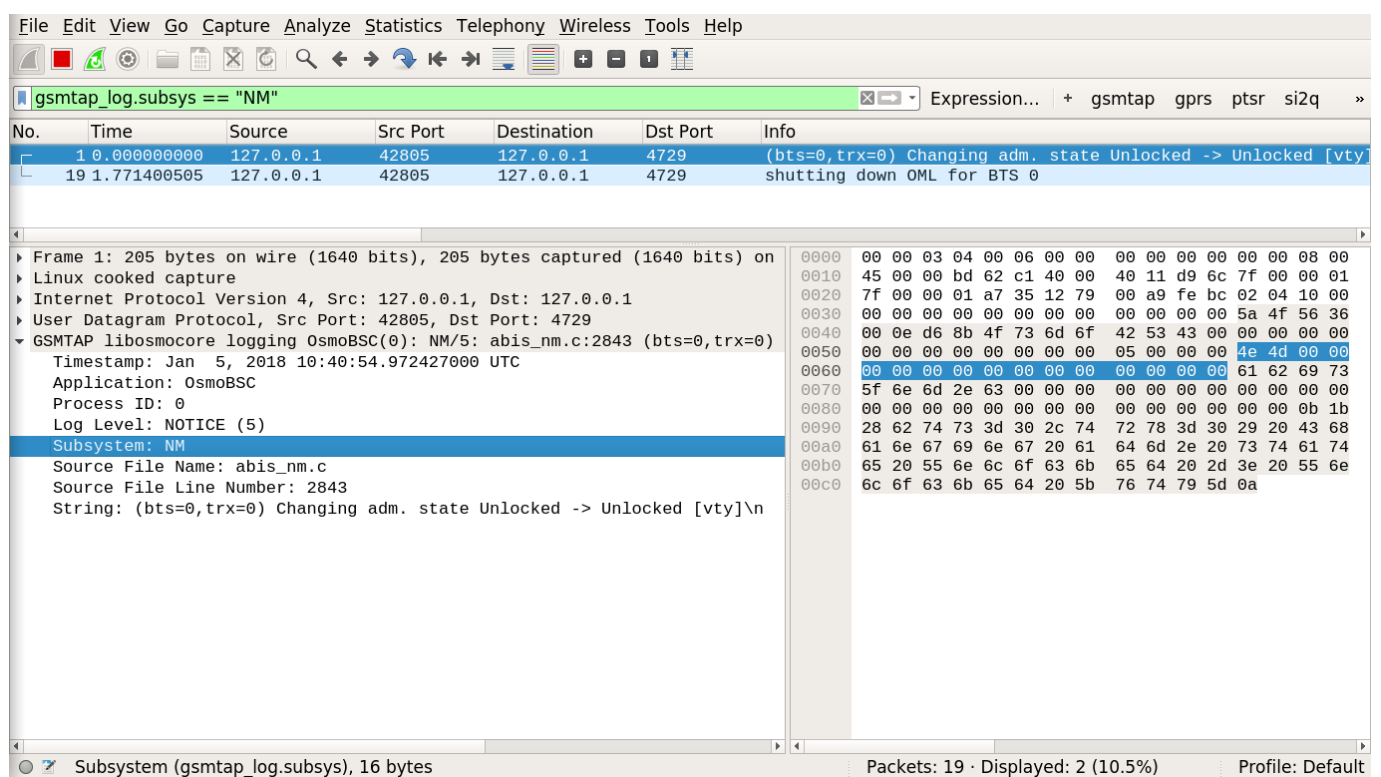 File Edit View Go Capture Analyze Statistics Telephony Wireless Tools Help
gsmtap_log.subsys == "NM" Expression… + gsmtap gprs ptsr si2q »
No. Time Source Src Port Destination Dst Port Info
1 0.000000000 127.0.0.1 42805 127.0.0.1 4729 (bts=0,trx=0) Changing adm. state Unlocked -> Unlocked [vty]
19 1.771400505 127.0.0.1 42805 127.0.0.1 4729 shutting down OML for BTS 0
Frame 1: 205 bytes on wire (1640 bits), 205 bytes captured (1640 bits) on
Linux cooked capture
Internet Protocol Version 4, Src: 127.0.0.1, Dst: 127.0.0.1
User Datagram Protocol, Src Port: 42805, Dst Port: 4729
GSMTAP libosmocore logging OsmoBSC(0): NM/5: abis_nm.c:2843 (bts=0,trx=0)
Timestamp: Jan  5, 2018 10:40:54.972427000 UTC
Application: OsmoBSC
Process ID: 0
Log Level: NOTICE (5)
Subsystem: NM
Source File Name: abis_nm.c
Source File Line Number: 2843
String: (bts=0,trx=0) Changing adm. state Unlocked -> Unlocked [vty]\n
0000 00 00 03 04 00 06 00 00 00 00 00 00 00 00 08 00
0010 45 00 00 bd 62 c1 40 00 40 11 d9 6c 7f 00 00 01
0020 7f 00 00 01 a7 35 12 79 00 a9 fe bc 02 04 10 00
0030 00 00 00 00 00 00 00 00 00 00 00 00 5a 4f 56 36
0040 00 0e d6 8b 4f 73 6d 6f 42 53 43 00 00 00 00 00
0050 00 00 00 00 00 00 00 00 05 00 00 00 4e 4d 00 00
0060 00 00 00 00 00 00 00 00 00 00 00 00 61 62 69 73
0070 5f 6e 6d 2e 63 00 00 00 00 00 00 00 00 00 00 00
0080 00 00 00 00 00 00 00 00 00 00 00 00 00 00 0b 1b
0090 28 62 74 73 3d 30 2c 74 72 78 3d 30 29 20 43 68
00a0 61 6e 67 69 6e 67 20 61 64 6d 2e 20 73 74 61 74
00b0 65 20 55 6e 6c 6f 63 6b 65 64 20 2d 3e 20 55 6e
00c0 6c 6f 63 6b 65 64 20 5b 76 74 79 5d 0a
Subsystem (gsmtap_log.subsys), 16 bytes Packets: 19 · Displayed: 2 (10.5%) Profile: Default